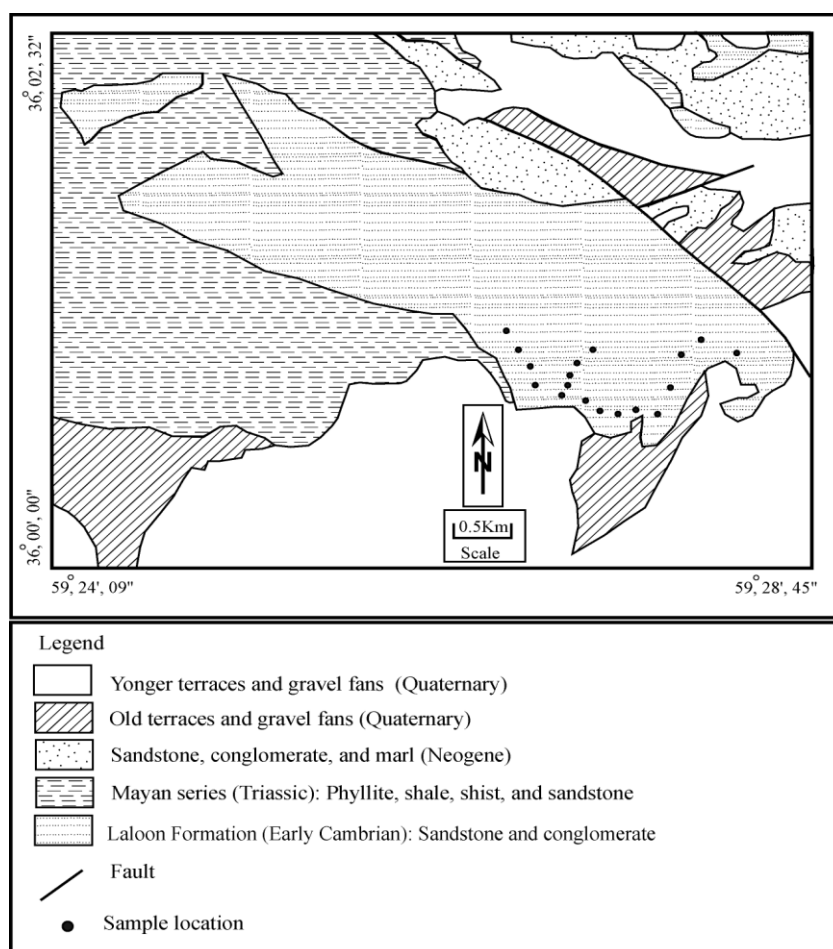 36° 02', 32"
N
0.5Km
Scale
36° 00', 00"
59°, 24', 09"
59°, 28', 45"
Legend
Yonger terraces and gravel fans (Quaternary)
Old terraces and gravel fans (Quaternary)
Sandstone, conglomerate, and marl (Neogene)
Mayan series (Triassic): Phyllite, shale, shist, and sandstone
Laloon Formation (Early Cambrian): Sandstone and conglomerate
Fault
Sample location